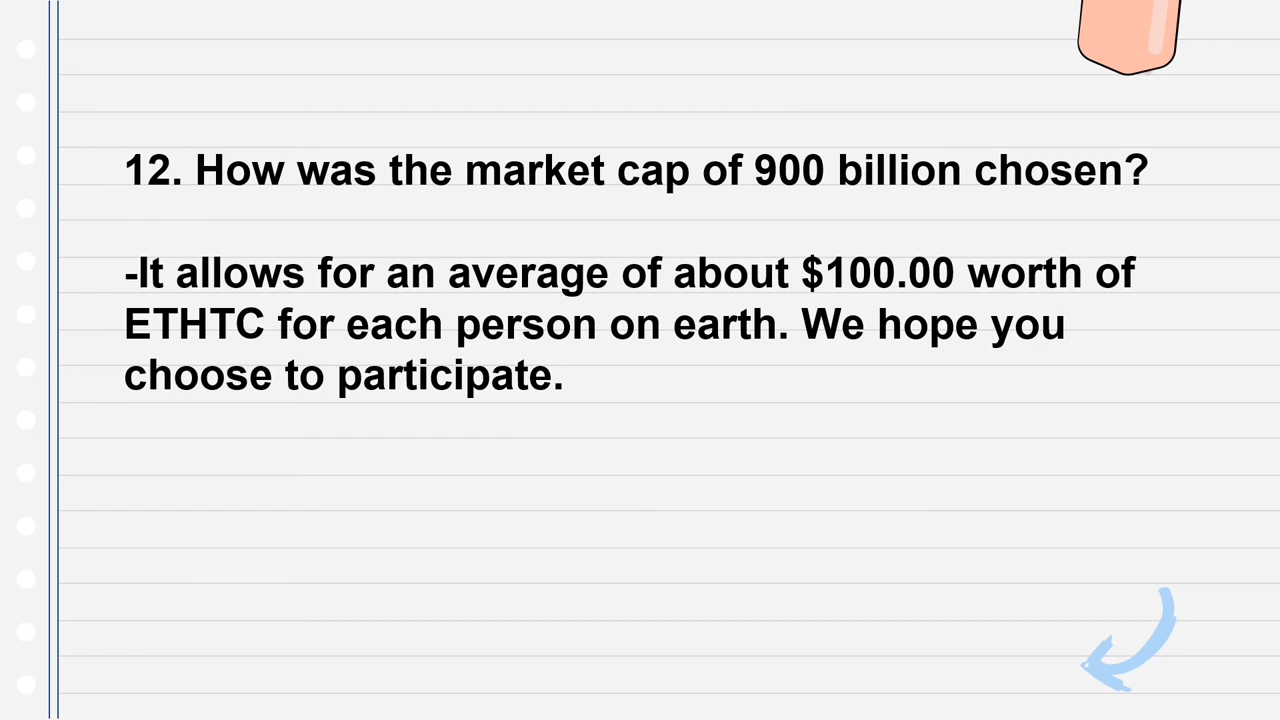 12. How was the market cap of 900 billion chosen?
-It allows for an average of about $100.00 worth of
ETHTC for each person on earth. We hope you
choose to participate.